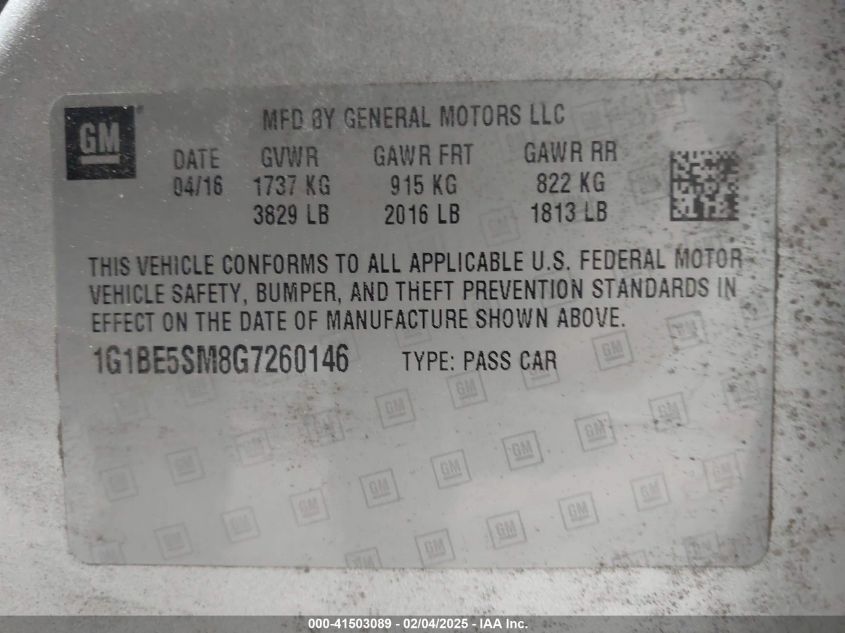 GM
MFD BY GENERAL MOTORS LLC
DATE GVWR GAWR FRT GAWR RR
04/16 1737 KG 915 KG 822 KG
3829 LB 2016 LB 1813 LB
THIS VEHICLE CONFORMS TO ALL APPLICABLE U.S. FEDERAL MOTOR
VEHICLE SAFETY, BUMPER, AND THEFT PREVENTION STANDARDS IN
EFFECT ON THE DATE OF MANUFACTURE SHOWN ABOVE.
1G1BE5SM8G7260146 TYPE: PASS CAR
000-41503089 - 02/04/2025 - IAA Inc.